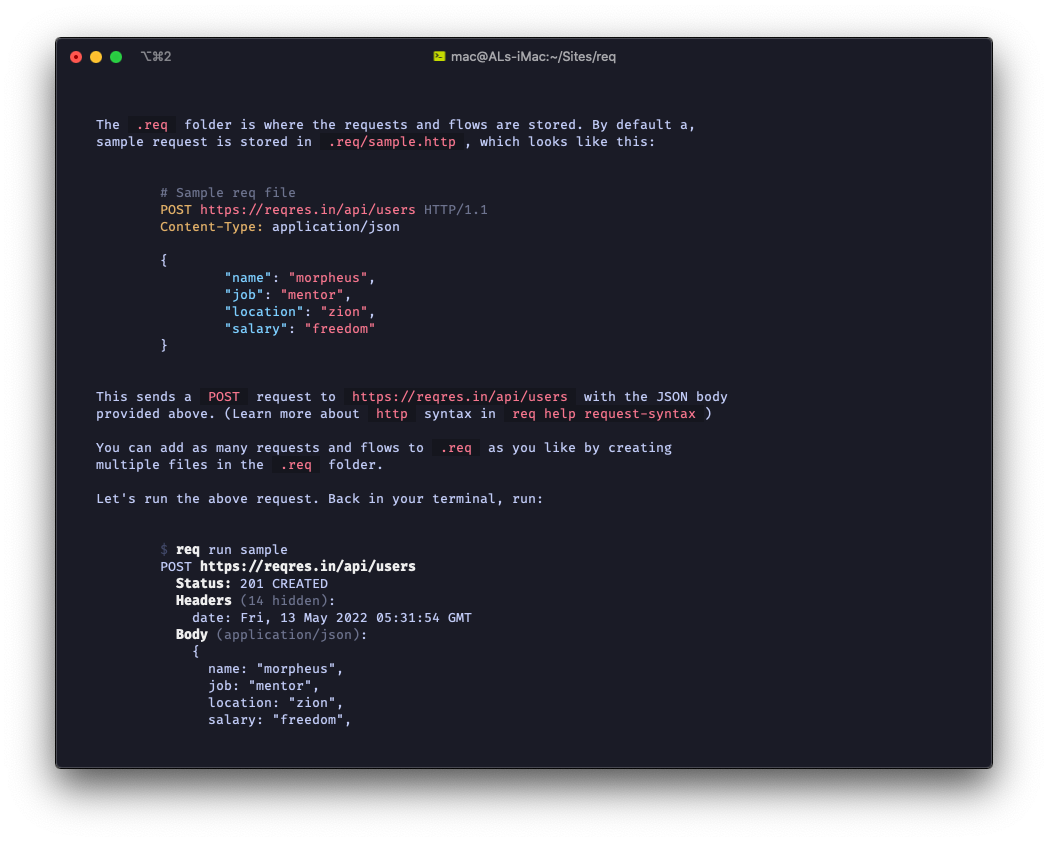 ⌥⌘2
mac@ALs-iMac:~/Sites/req
The .req folder is where the requests and flows are stored. By default a,
sample request is stored in .req/sample.http , which looks like this:
# Sample req file
POST https://reqres.in/api/users HTTP/1.1
Content-Type: application/json
{
"name": "morpheus",
"job": "mentor",
"location": "zion",
"salary": "freedom"
}
This sends a POST request to https://reqres.in/api/users with the JSON body
provided above. (Learn more about http syntax in req help request-syntax )
You can add as many requests and flows to .req as you like by creating
multiple files in the .req folder.
Let's run the above request. Back in your terminal, run:
$ req run sample
POST https://reqres.in/api/users
Status: 201 CREATED
Headers (14 hidden):
date: Fri, 13 May 2022 05:31:54 GMT
Body (application/json):
{
name: "morpheus",
job: "mentor",
location: "zion",
salary: "freedom",